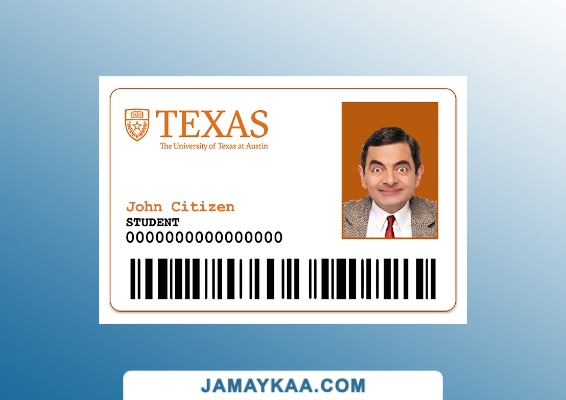 TEXAS
The University of Texas at Austin
John Citizen
STUDENT
0000000000000000
JAMAYKAA.COM